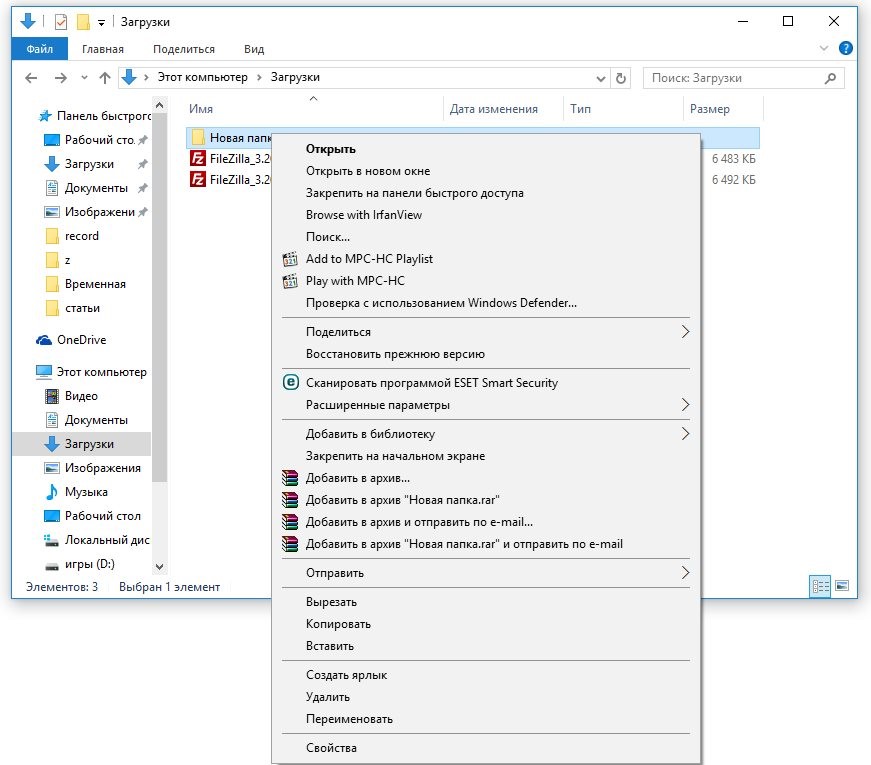 Загрузки
Файл Главная Поделиться Вид
Этот компьютер Загрузки
Поиск: Загрузки
Имя Дата изменения Тип Размер
Панель быстрого
Рабочий сто.
Загрузки
Документы
Изображени
record
z
Временная
статьи
OneDrive
Этот компьютер
Видео
Документы
Загрузки
Изображения
Музыка
Рабочий стол
Локальный дис
игры (D:)
Новая папк
FileZilla_3.2 6 483 КБ
FileZilla_3.2 6 492 КБ
Открыть
Открыть в новом окне
Закрепить на панели быстрого доступа
Browse with IrfanView
Поиск...
Add to MPC-HC Playlist
Play with MPC-HC
Проверка с использованием Windows Defender...
Поделиться
Восстановить прежнюю версию
Сканировать программой ESET Smart Security
Расширенные параметры
Добавить в библиотеку
Закрепить на начальном экране
Добавить в архив...
Добавить в архив "Новая папка.rar"
Добавить в архив и отправить по e-mail...
Добавить в архив "Новая папка.rar" и отправить по e-mail
Отправить
Вырезать
Копировать
Вставить
Создать ярлык
Удалить
Переименовать
Свойства
Элементов: 3 Выбран 1 элемент